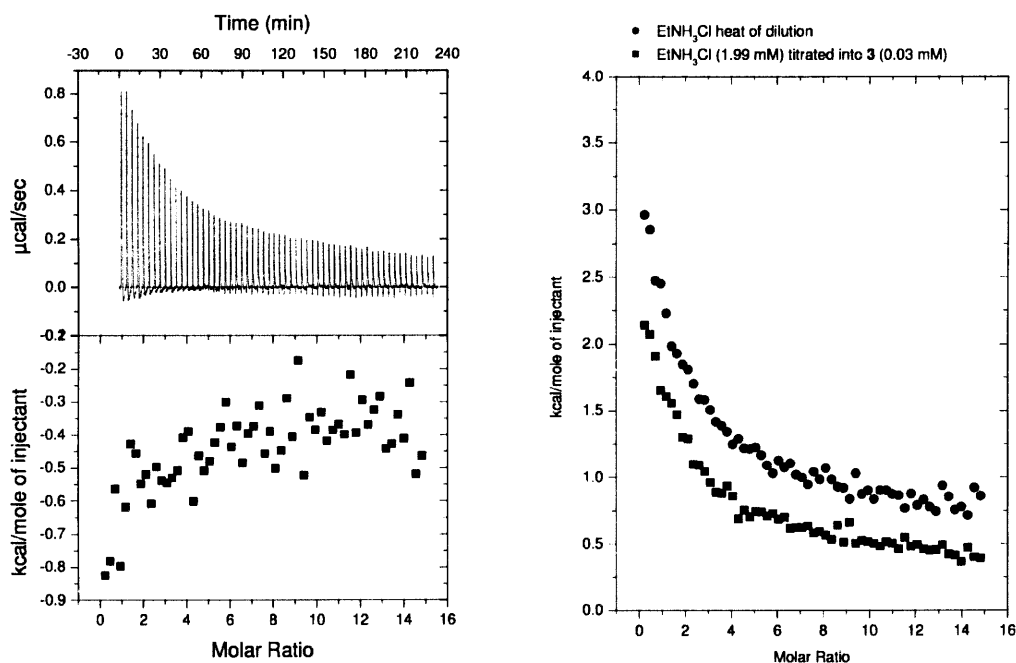 Time (min)
-30 0 30 60 90 120 150 180 210 240
0.8
0.6
0.4
0.2
0.0
-0.2
µcal/sec
-0.2
-0.3
-0.4
-0.5
-0.6
-0.7
-0.8
-0.9
kcal/mole of injectant
0 2 4 6 8 10 12 14 16
Molar Ratio
● EtNH₃Cl heat of dilution
■ EtNH₃Cl (1.99 mM) titrated into 3 (0.03 mM)
4.0
3.5
3.0
2.5
2.0
1.5
1.0
0.5
0.0
kcal/mole of injectant
0 2 4 6 8 10 12 14 16
Molar Ratio